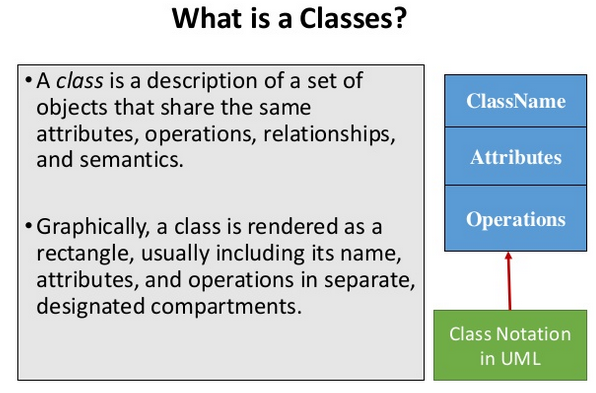 What is a Classes?
•A class is a description of a set of
objects that share the same
attributes, operations, relationships,
and semantics.
•Graphically, a class is rendered as a
rectangle, usually including its name,
attributes, and operations in separate,
designated compartments.
ClassName
Attributes
Operations
Class Notation
in UML